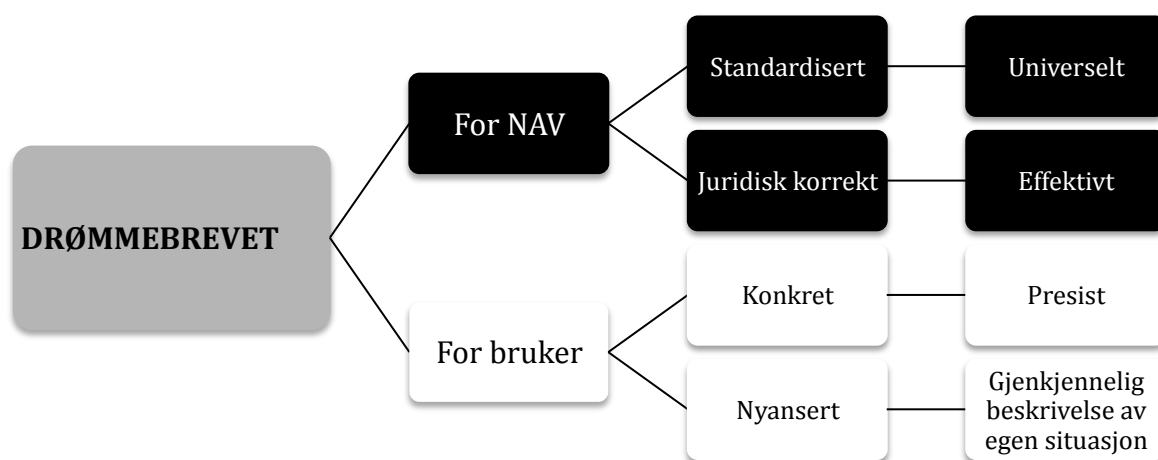 DRØMMEBREVET
For NAV
Standardisert
Universelt
Juridisk korrekt
Effektivt
For bruker
Konkret
Presist
Nyansert
Gjenkjennelig
beskrivelse av
egen situasjon